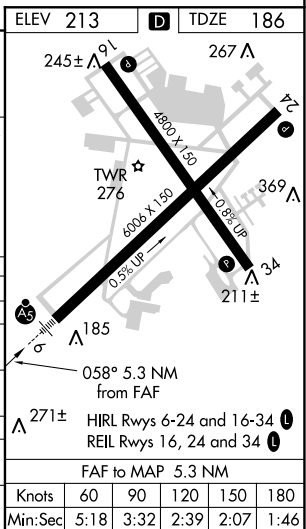 ELEV 213 D TDZE 186
245± 16 P 267
4800 X 150
24
P
TWR
276
6006 X 150
369
0.8% UP
0.5% UP
P 34
211±
A5
185
6
058° 5.3 NM
from FAF
271±
HIRL Rwys 6-24 and 16-34 L
REIL Rwys 16, 24 and 34 L
FAF to MAP 5.3 NM
Knots 60 90 120 150 180
Min:Sec 5:18 3:32 2:39 2:07 1:46